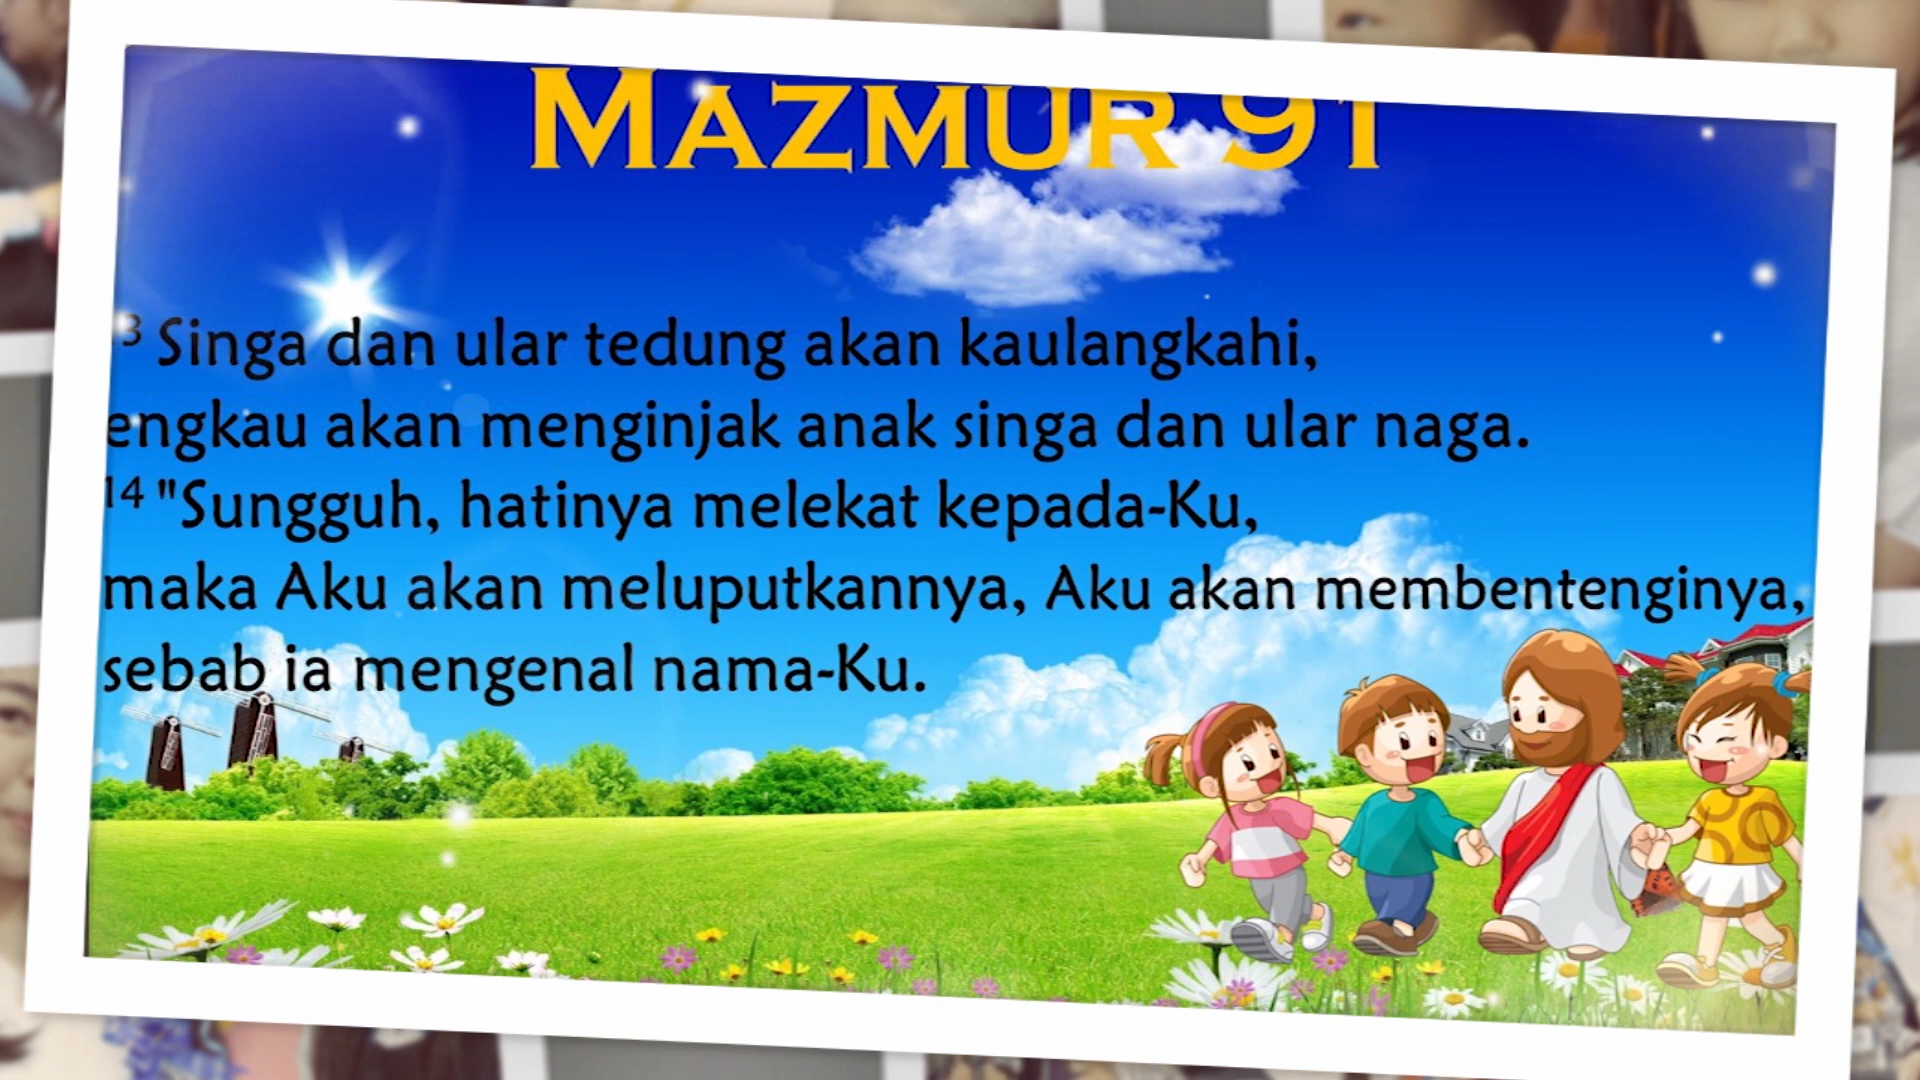 MAZMUR 91
13 Singa dan ular tedung akan kaulangkahi,
engkau akan menginjak anak singa dan ular naga.
14 "Sungguh, hatinya melekat kepada-Ku,
maka Aku akan meluputkannya, Aku akan membentenginya,
sebab ia mengenal nama-Ku.